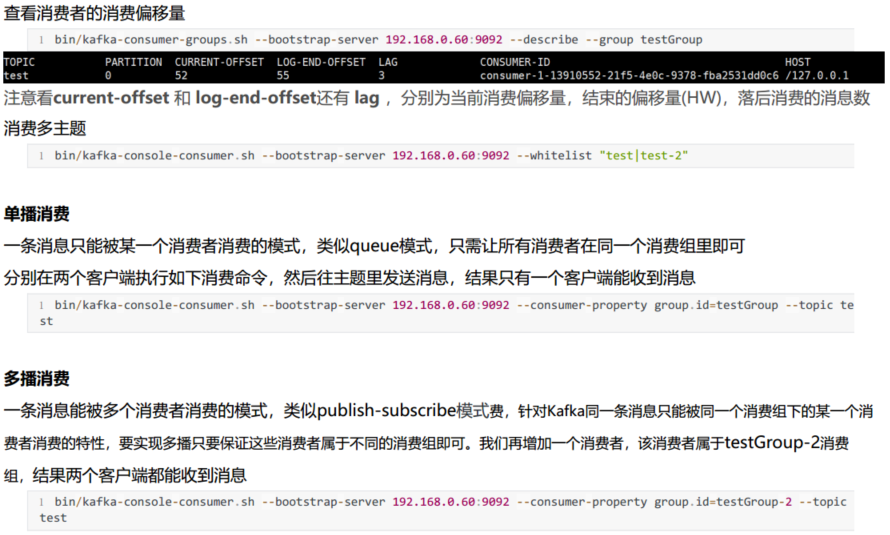 查看消费者的消费偏移量
1 bin/kafka-consumer-groups.sh --bootstrap-server 192.168.0.60:9092 --describe --group testGroup
TOPIC PARTITION CURRENT-OFFSET LOG-END-OFFSET LAG CONSUMER-ID HOST
test 0 52 55 3 consumer-1-13910552-21f5-4e0c-9378-fba2531dd0c6 /127.0.0.1
注意看current-offset 和 log-end-offset还有 lag ，分别为当前消费偏移量，结束的偏移量(HW)，落后消费的消息数
消费多主题
1 bin/kafka-console-consumer.sh --bootstrap-server 192.168.0.60:9092 --whitelist "test|test-2"
单播消费
一条消息只能被某一个消费者消费的模式，类似queue模式，只需让所有消费者在同一个消费组里即可
分别在两个客户端执行如下消费命令，然后往主题里发送消息，结果只有一个客户端能收到消息
1 bin/kafka-console-consumer.sh --bootstrap-server 192.168.0.60:9092 --consumer-property group.id=testGroup --topic te
st
多播消费
一条消息能被多个消费者消费的模式，类似publish-subscribe模式费，针对Kafka同一条消息只能被同一个消费组下的某一个消
费者消费的特性，要实现多播只要保证这些消费者属于不同的消费组即可。我们再增加一个消费者，该消费者属于testGroup-2消费
组，结果两个客户端都能收到消息
1 bin/kafka-console-consumer.sh --bootstrap-server 192.168.0.60:9092 --consumer-property group.id=testGroup-2 --topic
test